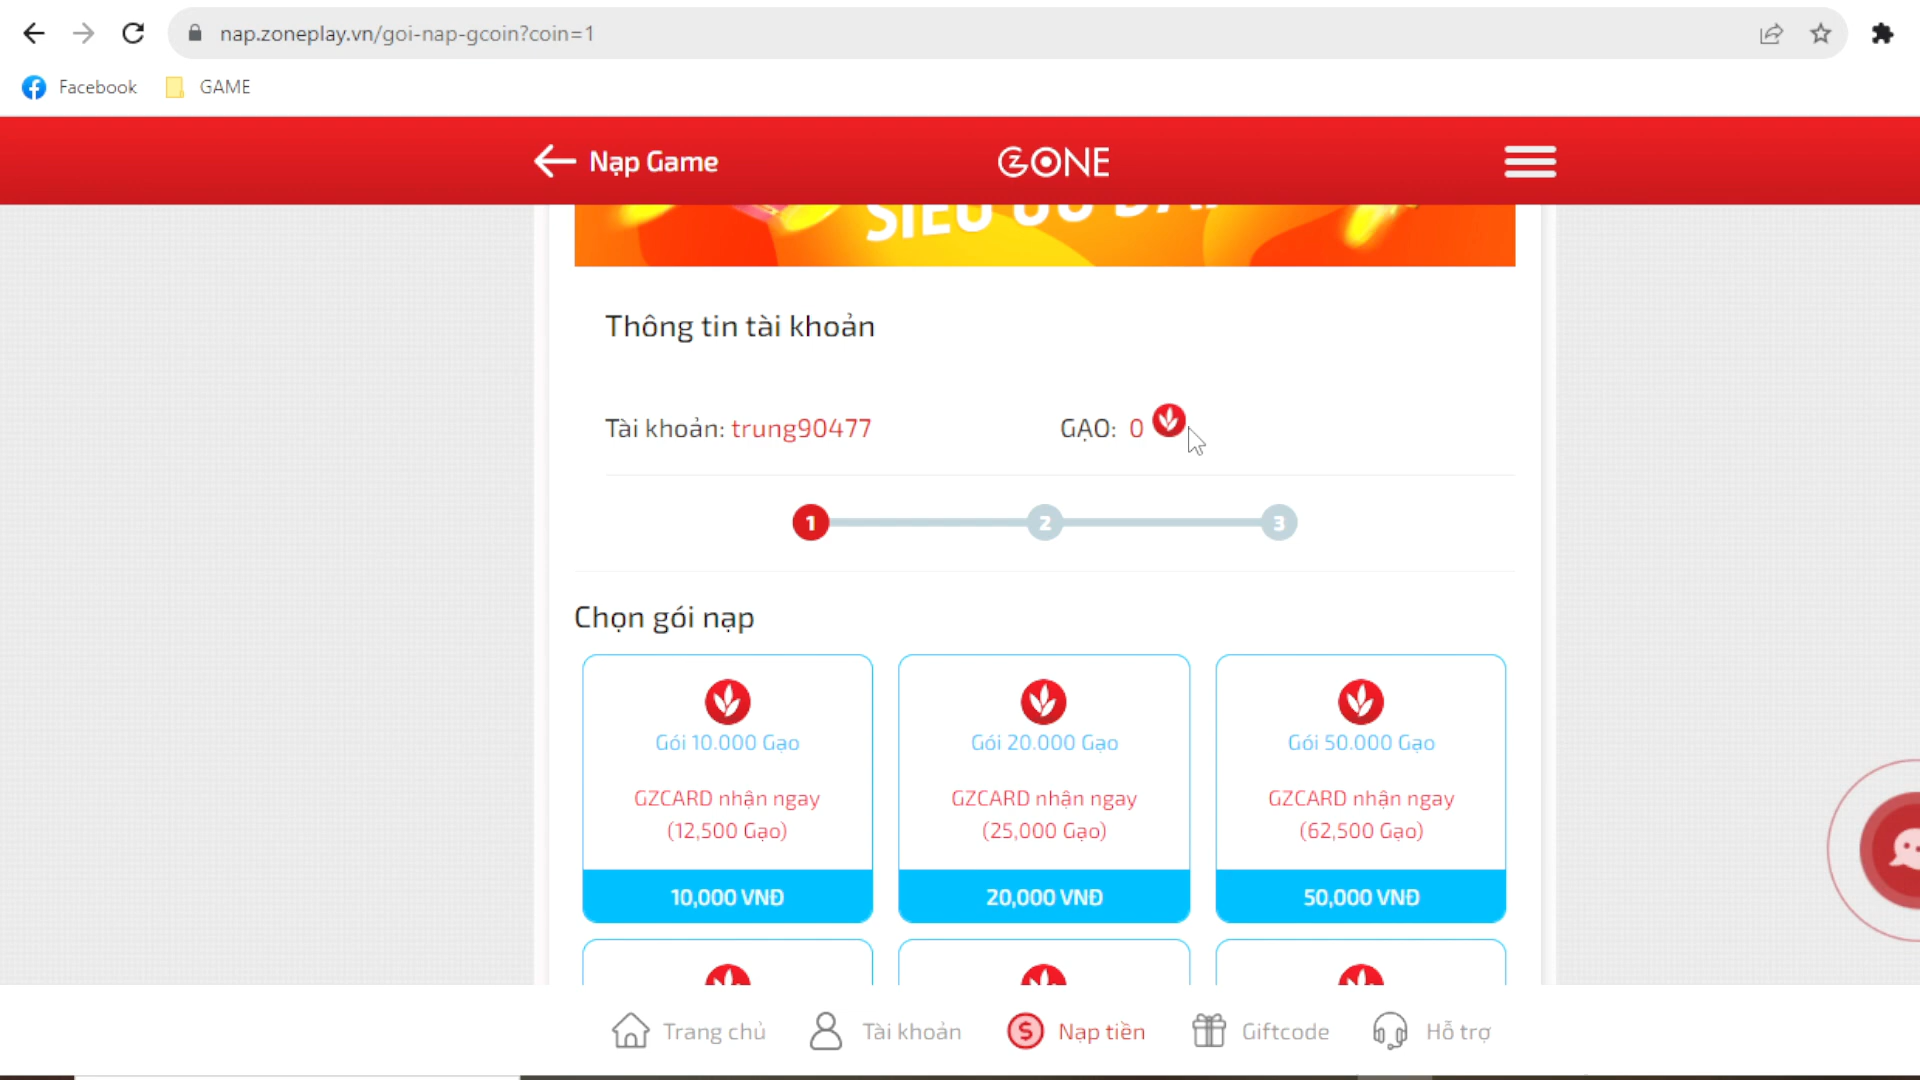 nap.zoneplay.vn/goi-nap-gcoin?coin=1
Facebook
GAME
Nạp Game
ZONE
SIÊU ƯU ĐÃI
Thông tin tài khoản
Tài khoản: trung90477
GẠO: 0
1
2
3
Chọn gói nạp
Gói 10.000 Gạo
GZCARD nhận ngay
(12,500 Gạo)
10,000 VNĐ
Gói 20.000 Gạo
GZCARD nhận ngay
(25,000 Gạo)
20,000 VNĐ
Gói 50.000 Gạo
GZCARD nhận ngay
(62,500 Gạo)
50,000 VNĐ
Trang chủ
Tài khoản
Nạp tiền
Giftcode
Hỗ trợ